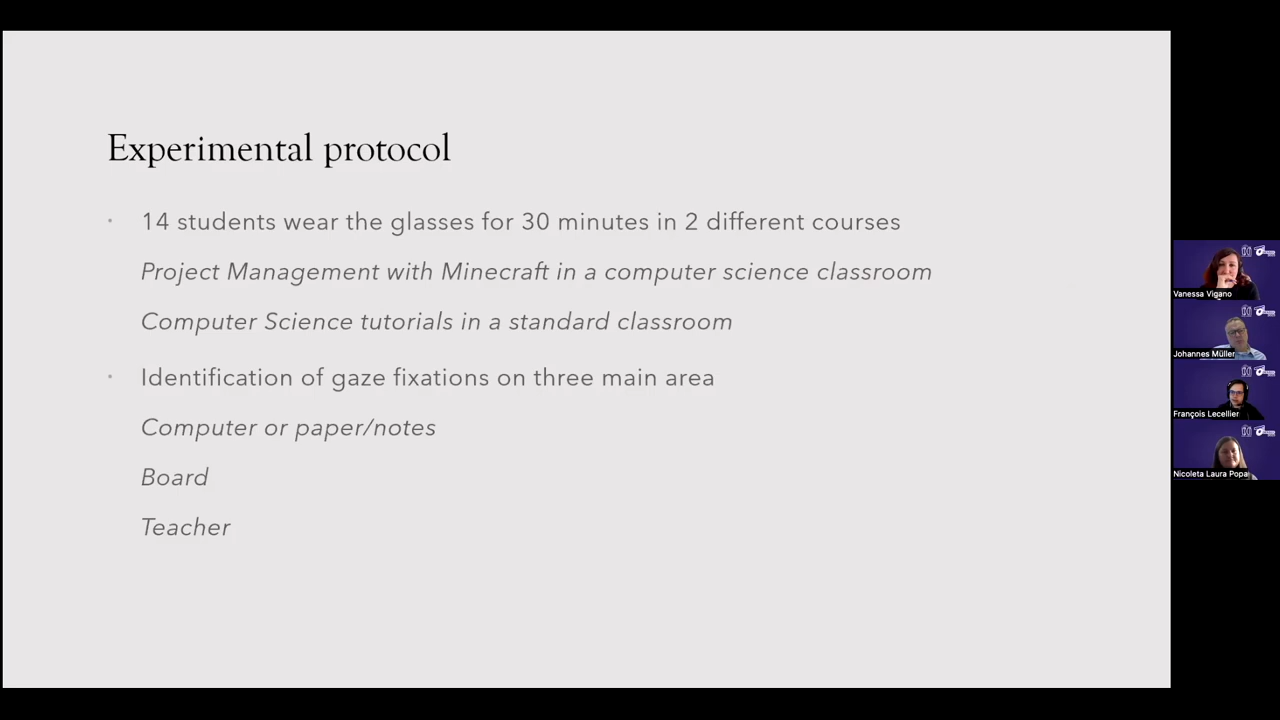 Experimental protocol
• 14 students wear the glasses for 30 minutes in 2 different courses
Project Management with Minecraft in a computer science classroom
Computer Science tutorials in a standard classroom
• Identification of gaze fixations on three main area
Computer or paper/notes
Board
Teacher
Vanessa Vigano
Johannes Müller
François Lecellier
Nicoleta Laura Popa